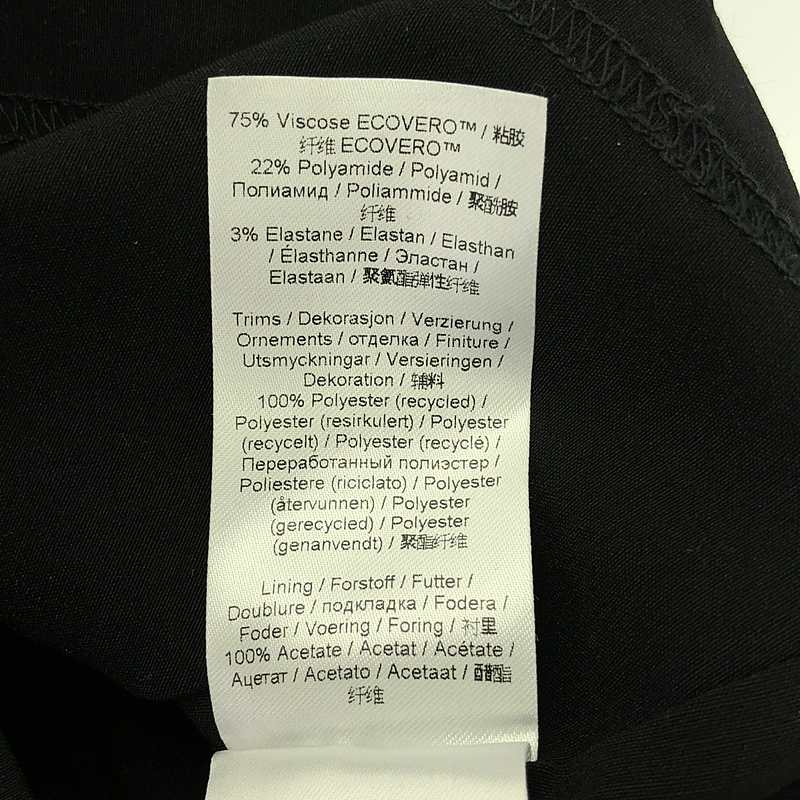 75% Viscose ECOVERO™ / 粘胶
纤维 ECOVERO™
22% Polyamide / Polyamid /
Полиамид / Poliammide / 聚酰胺
纤维
3% Elastane / Elastan / Elasthan
/ Élasthanne / Эластан /
Elastaan / 聚氨酯弹性纤维
Trims / Dekorasjon / Verzierung /
Ornements / отделка / Finiture /
Utsmyckningar / Versieringen /
Dekoration / 辅料
100% Polyester (recycled) /
Polyester (resirkulert) / Polyester
(recycelt) / Polyester (recyclé) /
Переработанный полиэстер /
Poliestere (riciclato) / Polyester
(återvunnen) / Polyester
(gerecycled) / Polyester
(genanvendt) / 聚酯纤维
Lining / Forstoff / Futter /
Doublure / подкладка / Fodera /
Foder / Voering / Foring / 衬里
100% Acetate / Acetat / Acétate /
Ацетат / Acetato / Acetaat / 醋酯
纤维